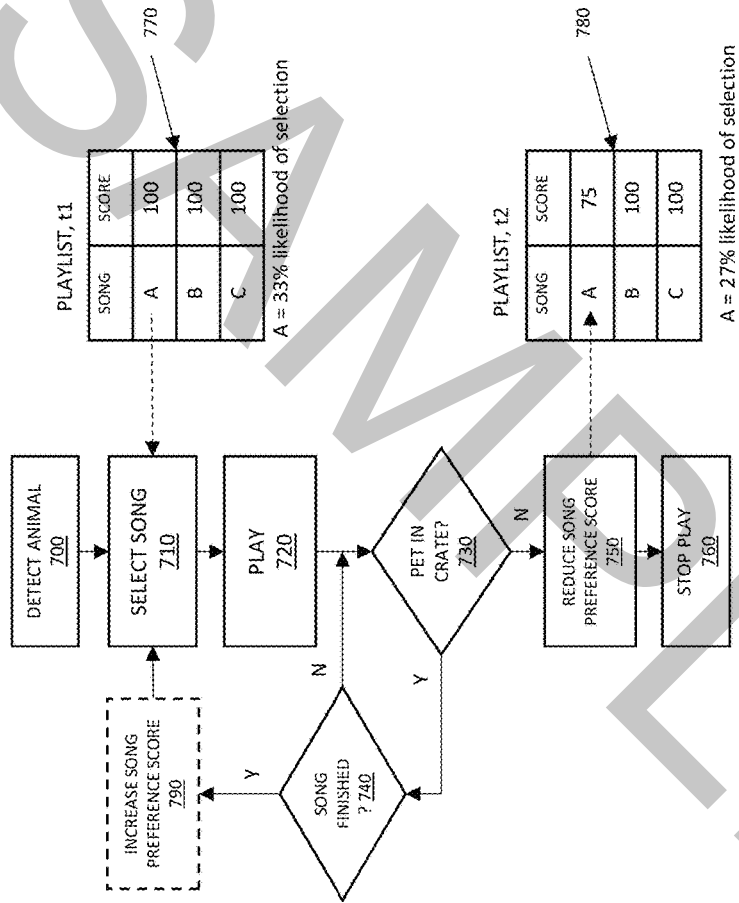 DETECT ANIMAL
700
SELECT SONG
710
PLAY
720
PET IN
CRATE?
730
N
REDUCE SONG
PREFERENCE SCORE
750
STOP PLAY
760
Y
SONG
FINISHED
? 740
N
Y
INCREASE SONG
PREFERENCE SCORE
790
PLAYLIST, t1
SONG SCORE
A 100
B 100
C 100
A = 33% likelihood of selection
770
PLAYLIST, t2
SONG SCORE
A 75
B 100
C 100
A = 27% likelihood of selection
780
SAMPL